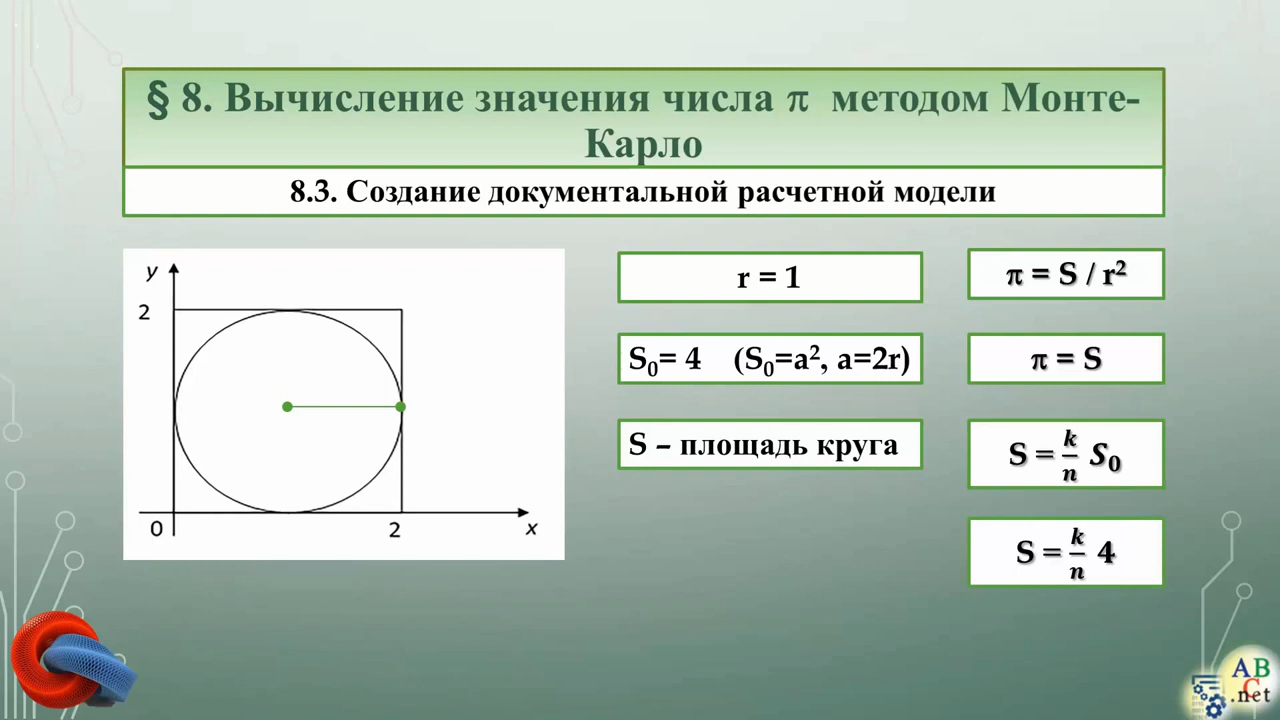 § 8. Вычисление значения числа π методом Монте-
Карло
8.3. Создание документальной расчетной модели
y
2
0
2
x
r = 1
S₀= 4 (S₀=a², a=2r)
S – площадь круга
π = S / r²
π = S
S = k/n S₀
S = k/n 4
A B
C
.net